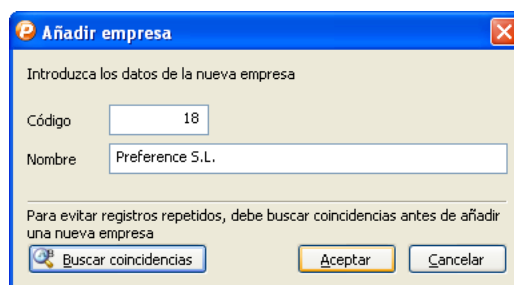 Añadir empresa
Introduzca los datos de la nueva empresa
Código 18
Nombre Preference S.L.
Para evitar registros repetidos, debe buscar coincidencias antes de añadir
una nueva empresa
Buscar coincidencias Aceptar Cancelar